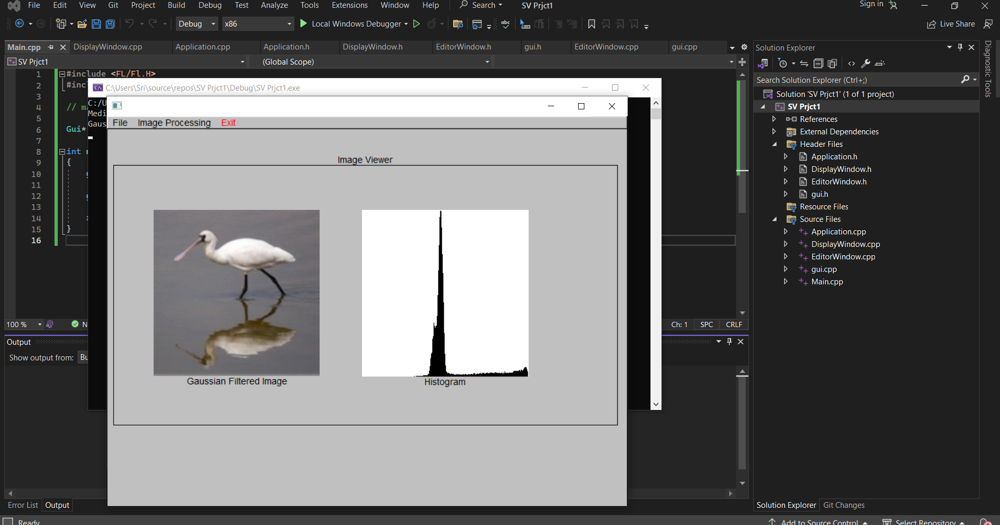 File Edit View Git Project Build Debug Test Analyze Tools Extensions Window Help Search SV Prjct1 Sign in
Debug x86 Local Windows Debugger Live Share
Main.cpp DisplayWindow.cpp Application.cpp Application.h DisplayWindow.h EditorWindow.h gui.h EditorWindow.cpp gui.cpp
SV Prjct1 (Global Scope)
1 #include <FL/Fl.H>
2 #incl
3
4 // m
5
6 Gui*
7
8 int
9 {
10
11
12
13
14
15 }
16
C:\Users\Sri\source\repos\SV Prjct1\Debug\SV Prjct1.exe
C:/U
Medi
Gaus
File Image Processing Exit
Image Viewer
Gaussian Filtered Image
Histogram
100 % Ch: 1 SPC CRLF
Output
Show output from:
Error List Output
Solution Explorer
Search Solution Explorer (Ctrl+;)
Solution 'SV Prjct1' (1 of 1 project)
SV Prjct1
References
External Dependencies
Header Files
Application.h
DisplayWindow.h
EditorWindow.h
gui.h
Resource Files
Source Files
Application.cpp
DisplayWindow.cpp
EditorWindow.cpp
gui.cpp
Main.cpp
Solution Explorer Git Changes
Diagnostic Tools
Ready Add to Source Control Select Repository